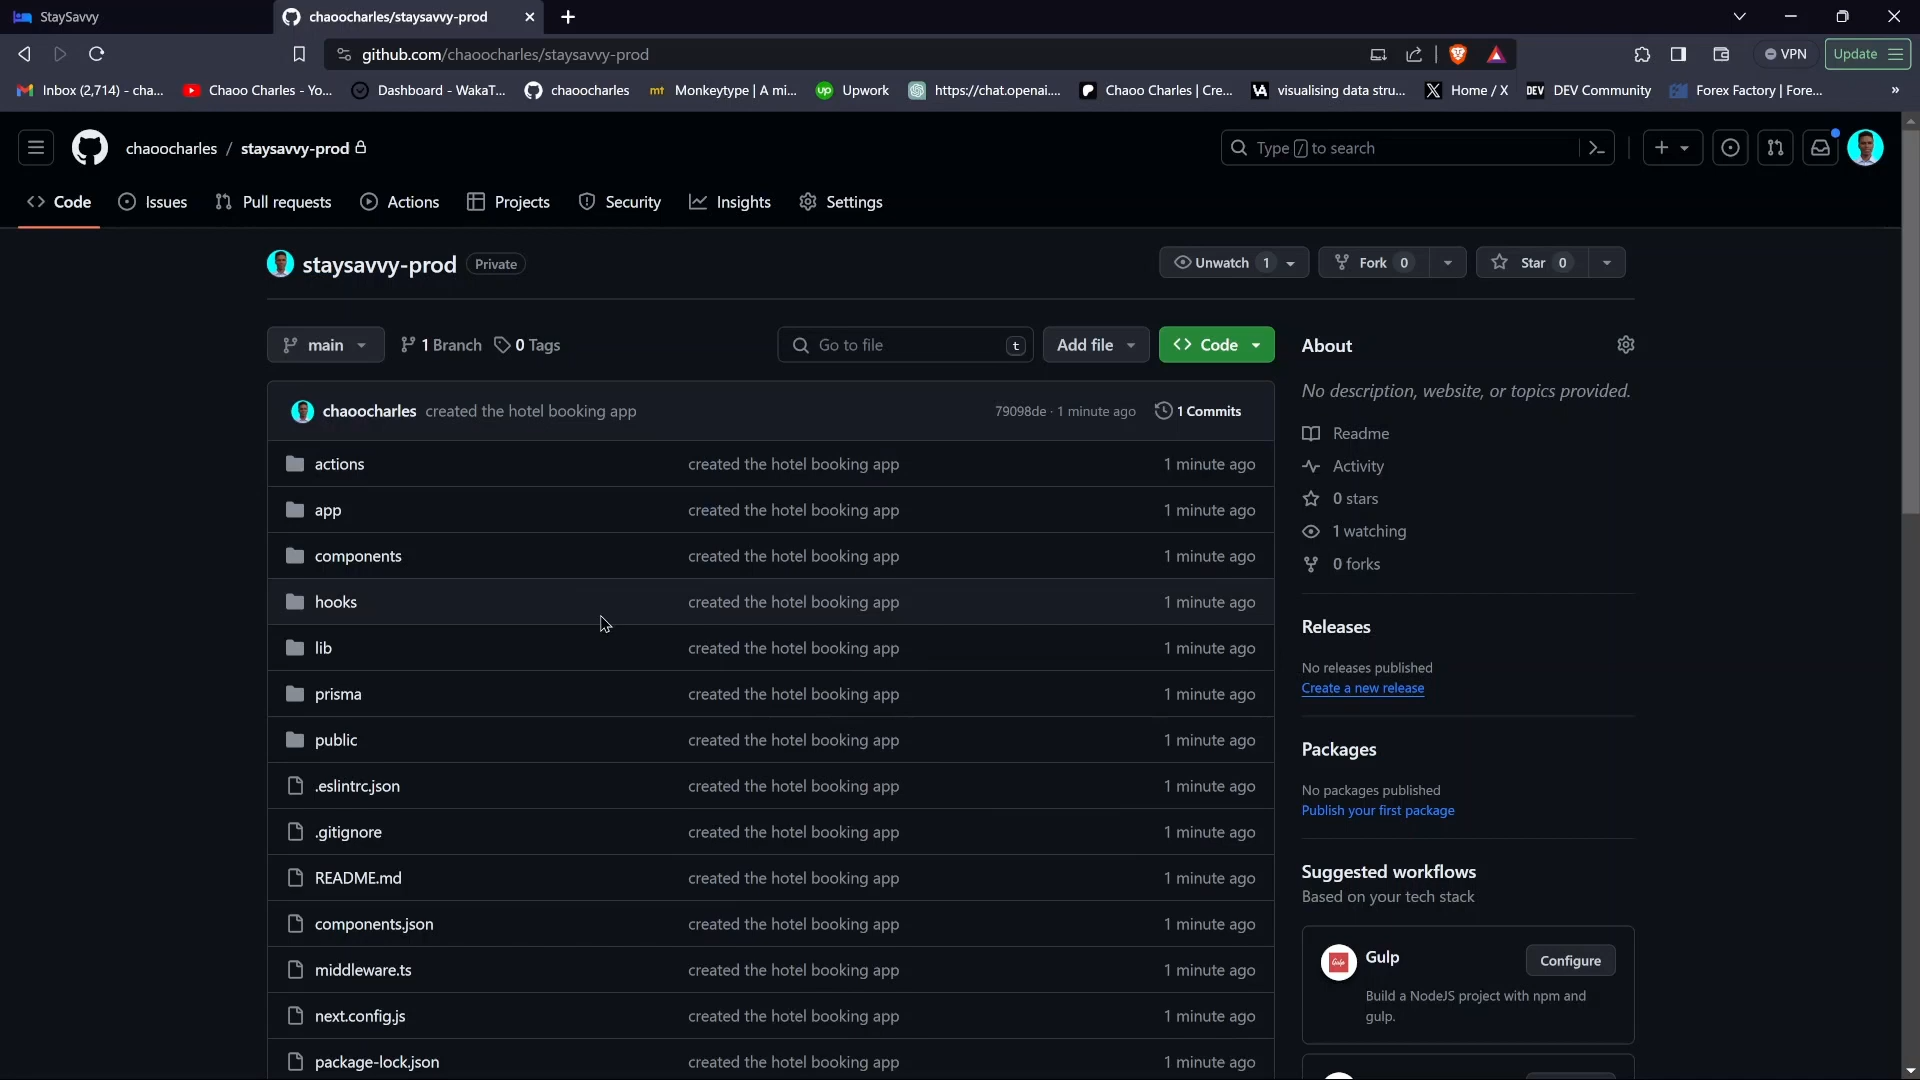 StaySavvy
chaoocharles/staysavvy-prod
github.com/chaoocharles/staysavvy-prod
VPN
Update
Inbox (2,714) - cha...
Chaoo Charles - Yo...
Dashboard - WakaT...
chaoocharles
mt Monkeytype | A mi...
up Upwork
https://chat.openai....
Chaoo Charles | Cre...
VA visualising data stru...
Home / X
DEV DEV Community
Forex Factory | Fore...
»
chaoocharles / staysavvy-prod
Type / to search
Code
Issues
Pull requests
Actions
Projects
Security
Insights
Settings
staysavvy-prod Private
Unwatch 1
Fork 0
Star 0
main
1 Branch
0 Tags
Go to file t
Add file
Code
chaoocharles created the hotel booking app 79098de · 1 minute ago 1 Commits
actions created the hotel booking app 1 minute ago
app created the hotel booking app 1 minute ago
components created the hotel booking app 1 minute ago
hooks created the hotel booking app 1 minute ago
lib created the hotel booking app 1 minute ago
prisma created the hotel booking app 1 minute ago
public created the hotel booking app 1 minute ago
.eslintrc.json created the hotel booking app 1 minute ago
.gitignore created the hotel booking app 1 minute ago
README.md created the hotel booking app 1 minute ago
components.json created the hotel booking app 1 minute ago
middleware.ts created the hotel booking app 1 minute ago
next.config.js created the hotel booking app 1 minute ago
package-lock.json created the hotel booking app 1 minute ago
About
No description, website, or topics provided.
Readme
Activity
0 stars
1 watching
0 forks
Releases
No releases published
Create a new release
Packages
No packages published
Publish your first package
Suggested workflows
Based on your tech stack
Gulp
Gulp
Configure
Build a NodeJS project with npm and
gulp.